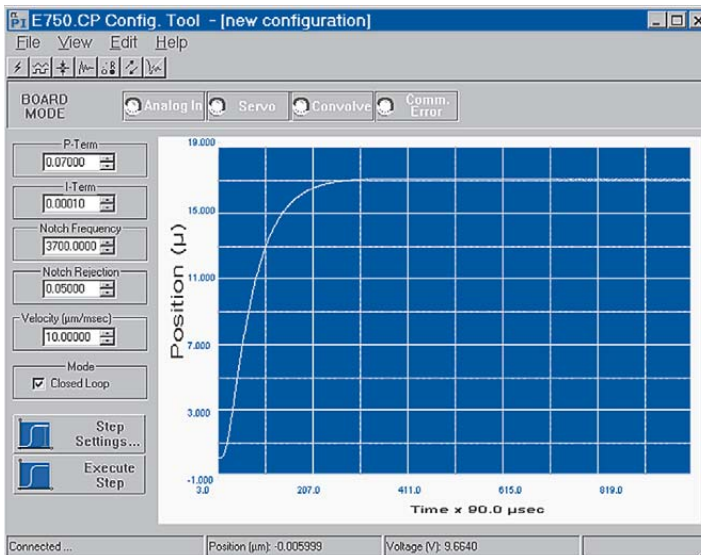 PI E750.CP Config. Tool - [new configuration]
File View Edit Help
BOARD MODE
Analog In Servo Convolve Comm. Error
P-Term
0.07000
I-Term
0.00010
Notch Frequency
3700.0000
Notch Rejection
0.05000
Velocity (µm/msec)
10.00000
Mode
Closed Loop
Step
Settings...
Execute
Step
Position (µ)
19.000
15.000
11.000
7.000
3.000
-1.000
3.0 207.0 411.0 615.0 819.0
Time x 90.0 µsec
Connected ... Position (µm): -0.005999 Voltage (V): 9.6640